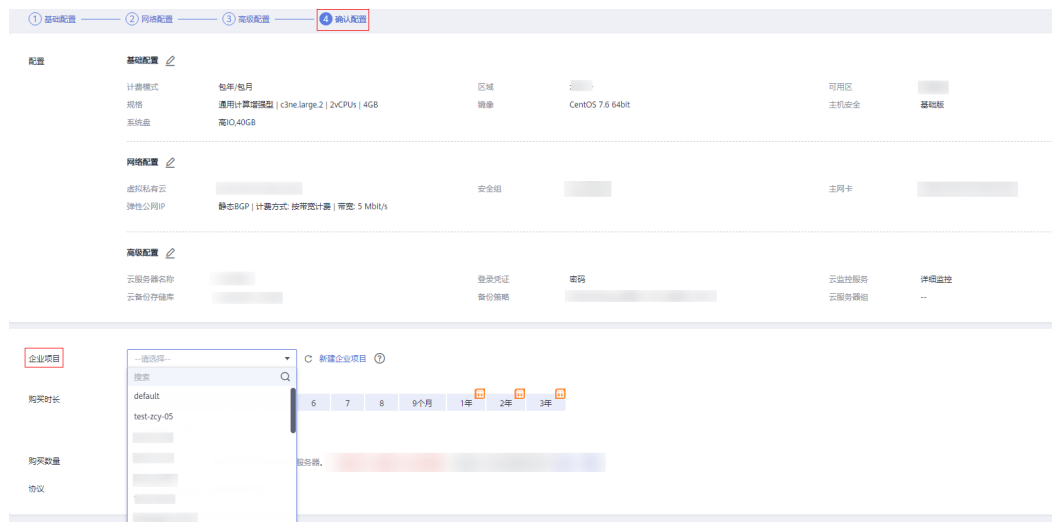 1 基础配置 2 网络配置 3 高级配置 4 确认配置
配置 基础配置
计费模式 包年/包月 区域 可用区
规格 通用计算增强型 | c3ne.large.2 | 2vCPUs | 4GB 镜像 CentOS 7.6 64bit 主机安全 基础版
系统盘 高IO,40GB
网络配置
虚拟私有云 安全组 主网卡
弹性公网IP 静态BGP | 计费方式: 按带宽计费 | 带宽: 5 Mbit/s
高级配置
云服务器名称 登录凭证 密码 云监控服务 详细监控
云备份存储库 备份策略 云服务器组 --
企业项目 --请选择-- 新建企业项目 ?
搜索
default
购买时长 6 7 8 9个月 1年 2年 3年
test-zcy-05
购买数量 服务器。
协议